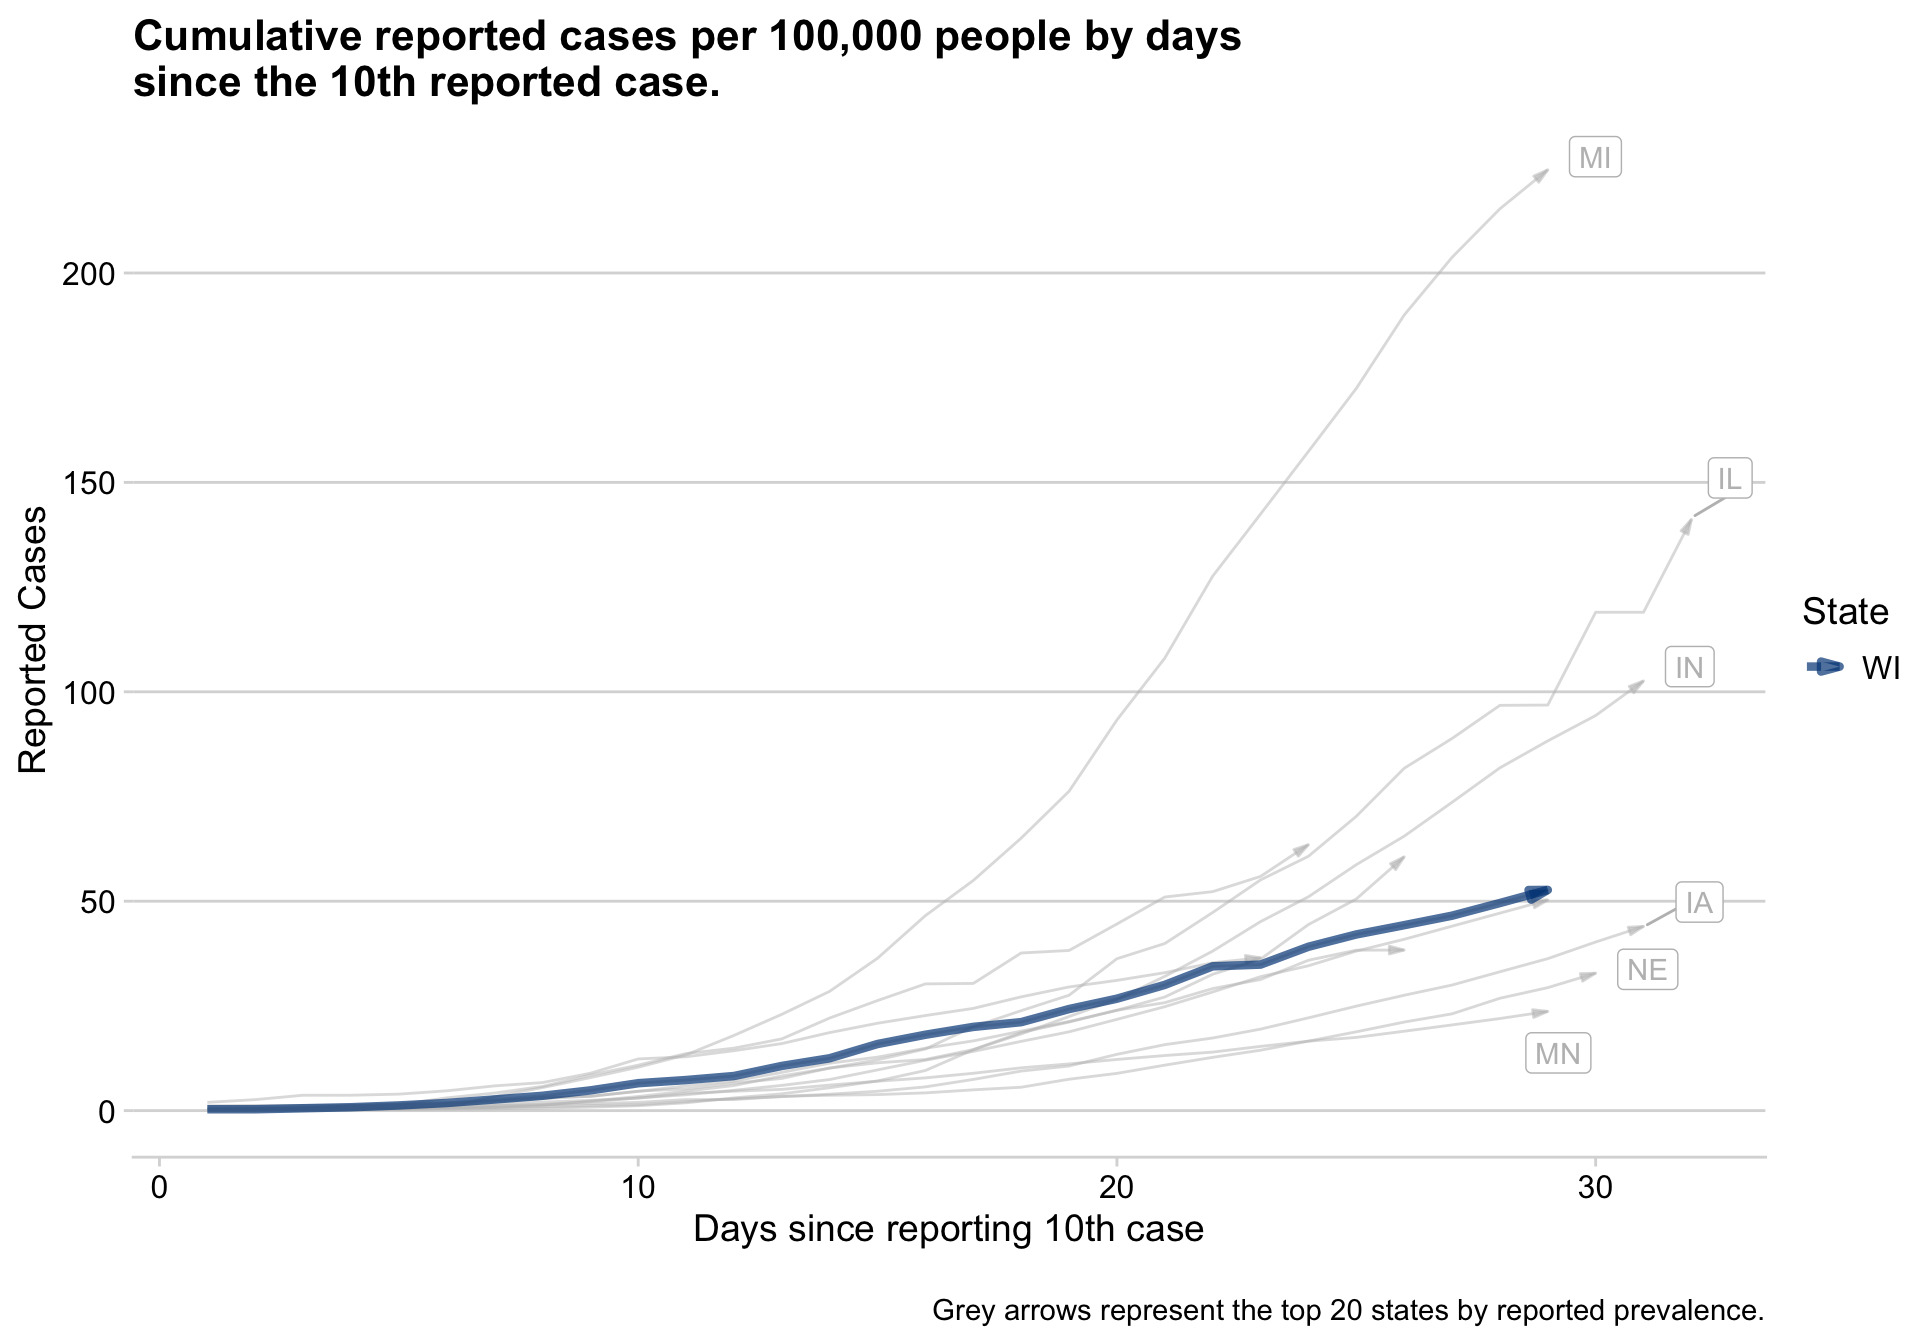 Cumulative reported cases per 100,000 people by days
since the 10th reported case.
MI
200
IL
150
State
WI
IN
100
50
IA
NE
MN
0
Reported Cases
0 10 20 30
Days since reporting 10th case
Grey arrows represent the top 20 states by reported prevalence.